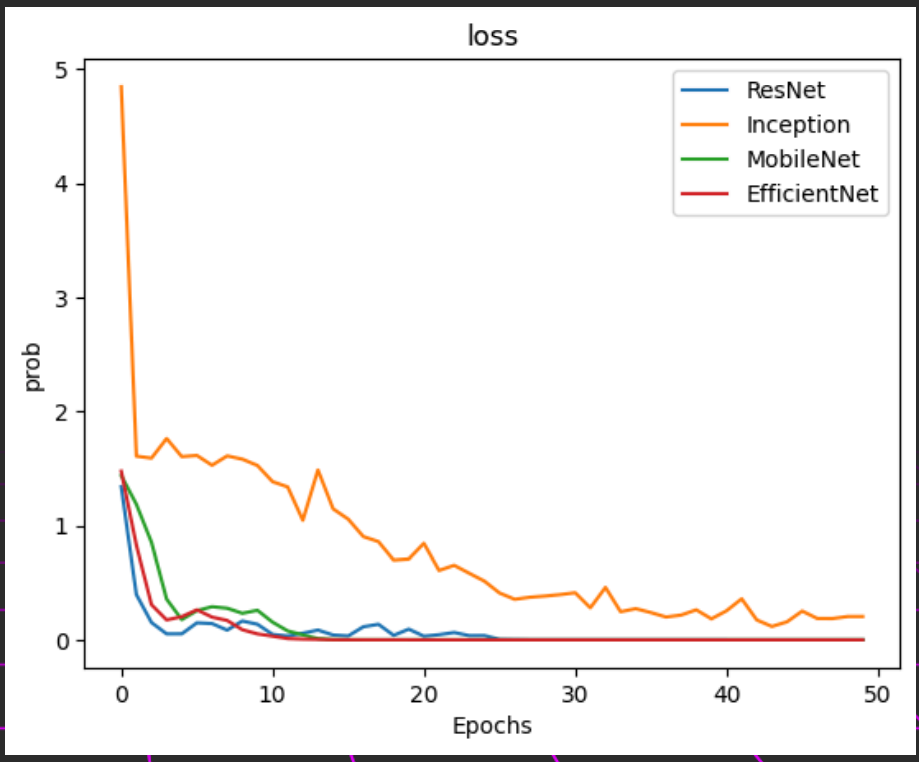 loss
ResNet
Inception
MobileNet
EfficientNet
5
4
3
2
1
0
prob
0 10 20 30 40 50
Epochs